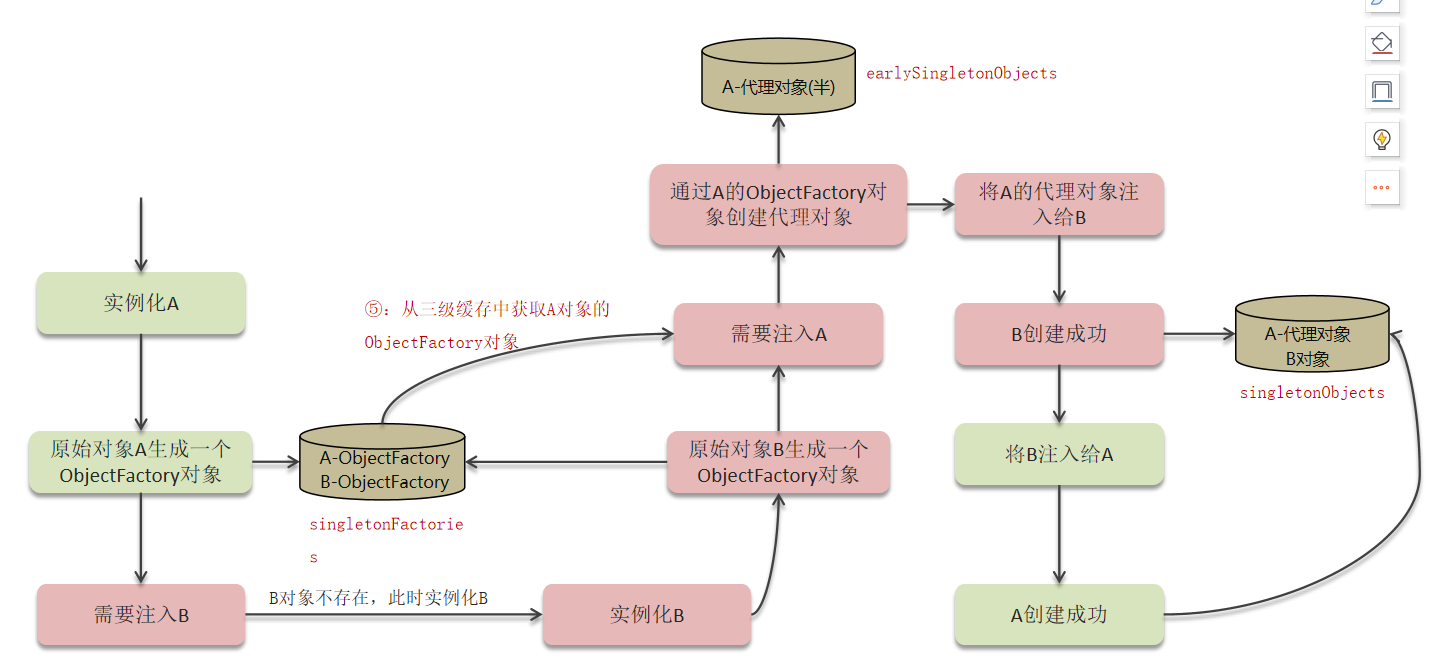 A-代理对象(半)
earlySingletonObjects
通过A的ObjectFactory对
象创建代理对象
将A的代理对象注
入给B
实例化A
⑤：从三级缓存中获取A对象的
ObjectFactory对象
需要注入A
B创建成功
A-代理对象
B对象
singletonObjects
原始对象A生成一个
ObjectFactory对象
A-ObjectFactory
B-ObjectFactory
singletonFactorie
s
原始对象B生成一个
ObjectFactory对象
将B注入给A
需要注入B
B对象不存在，此时实例化B
实例化B
A创建成功